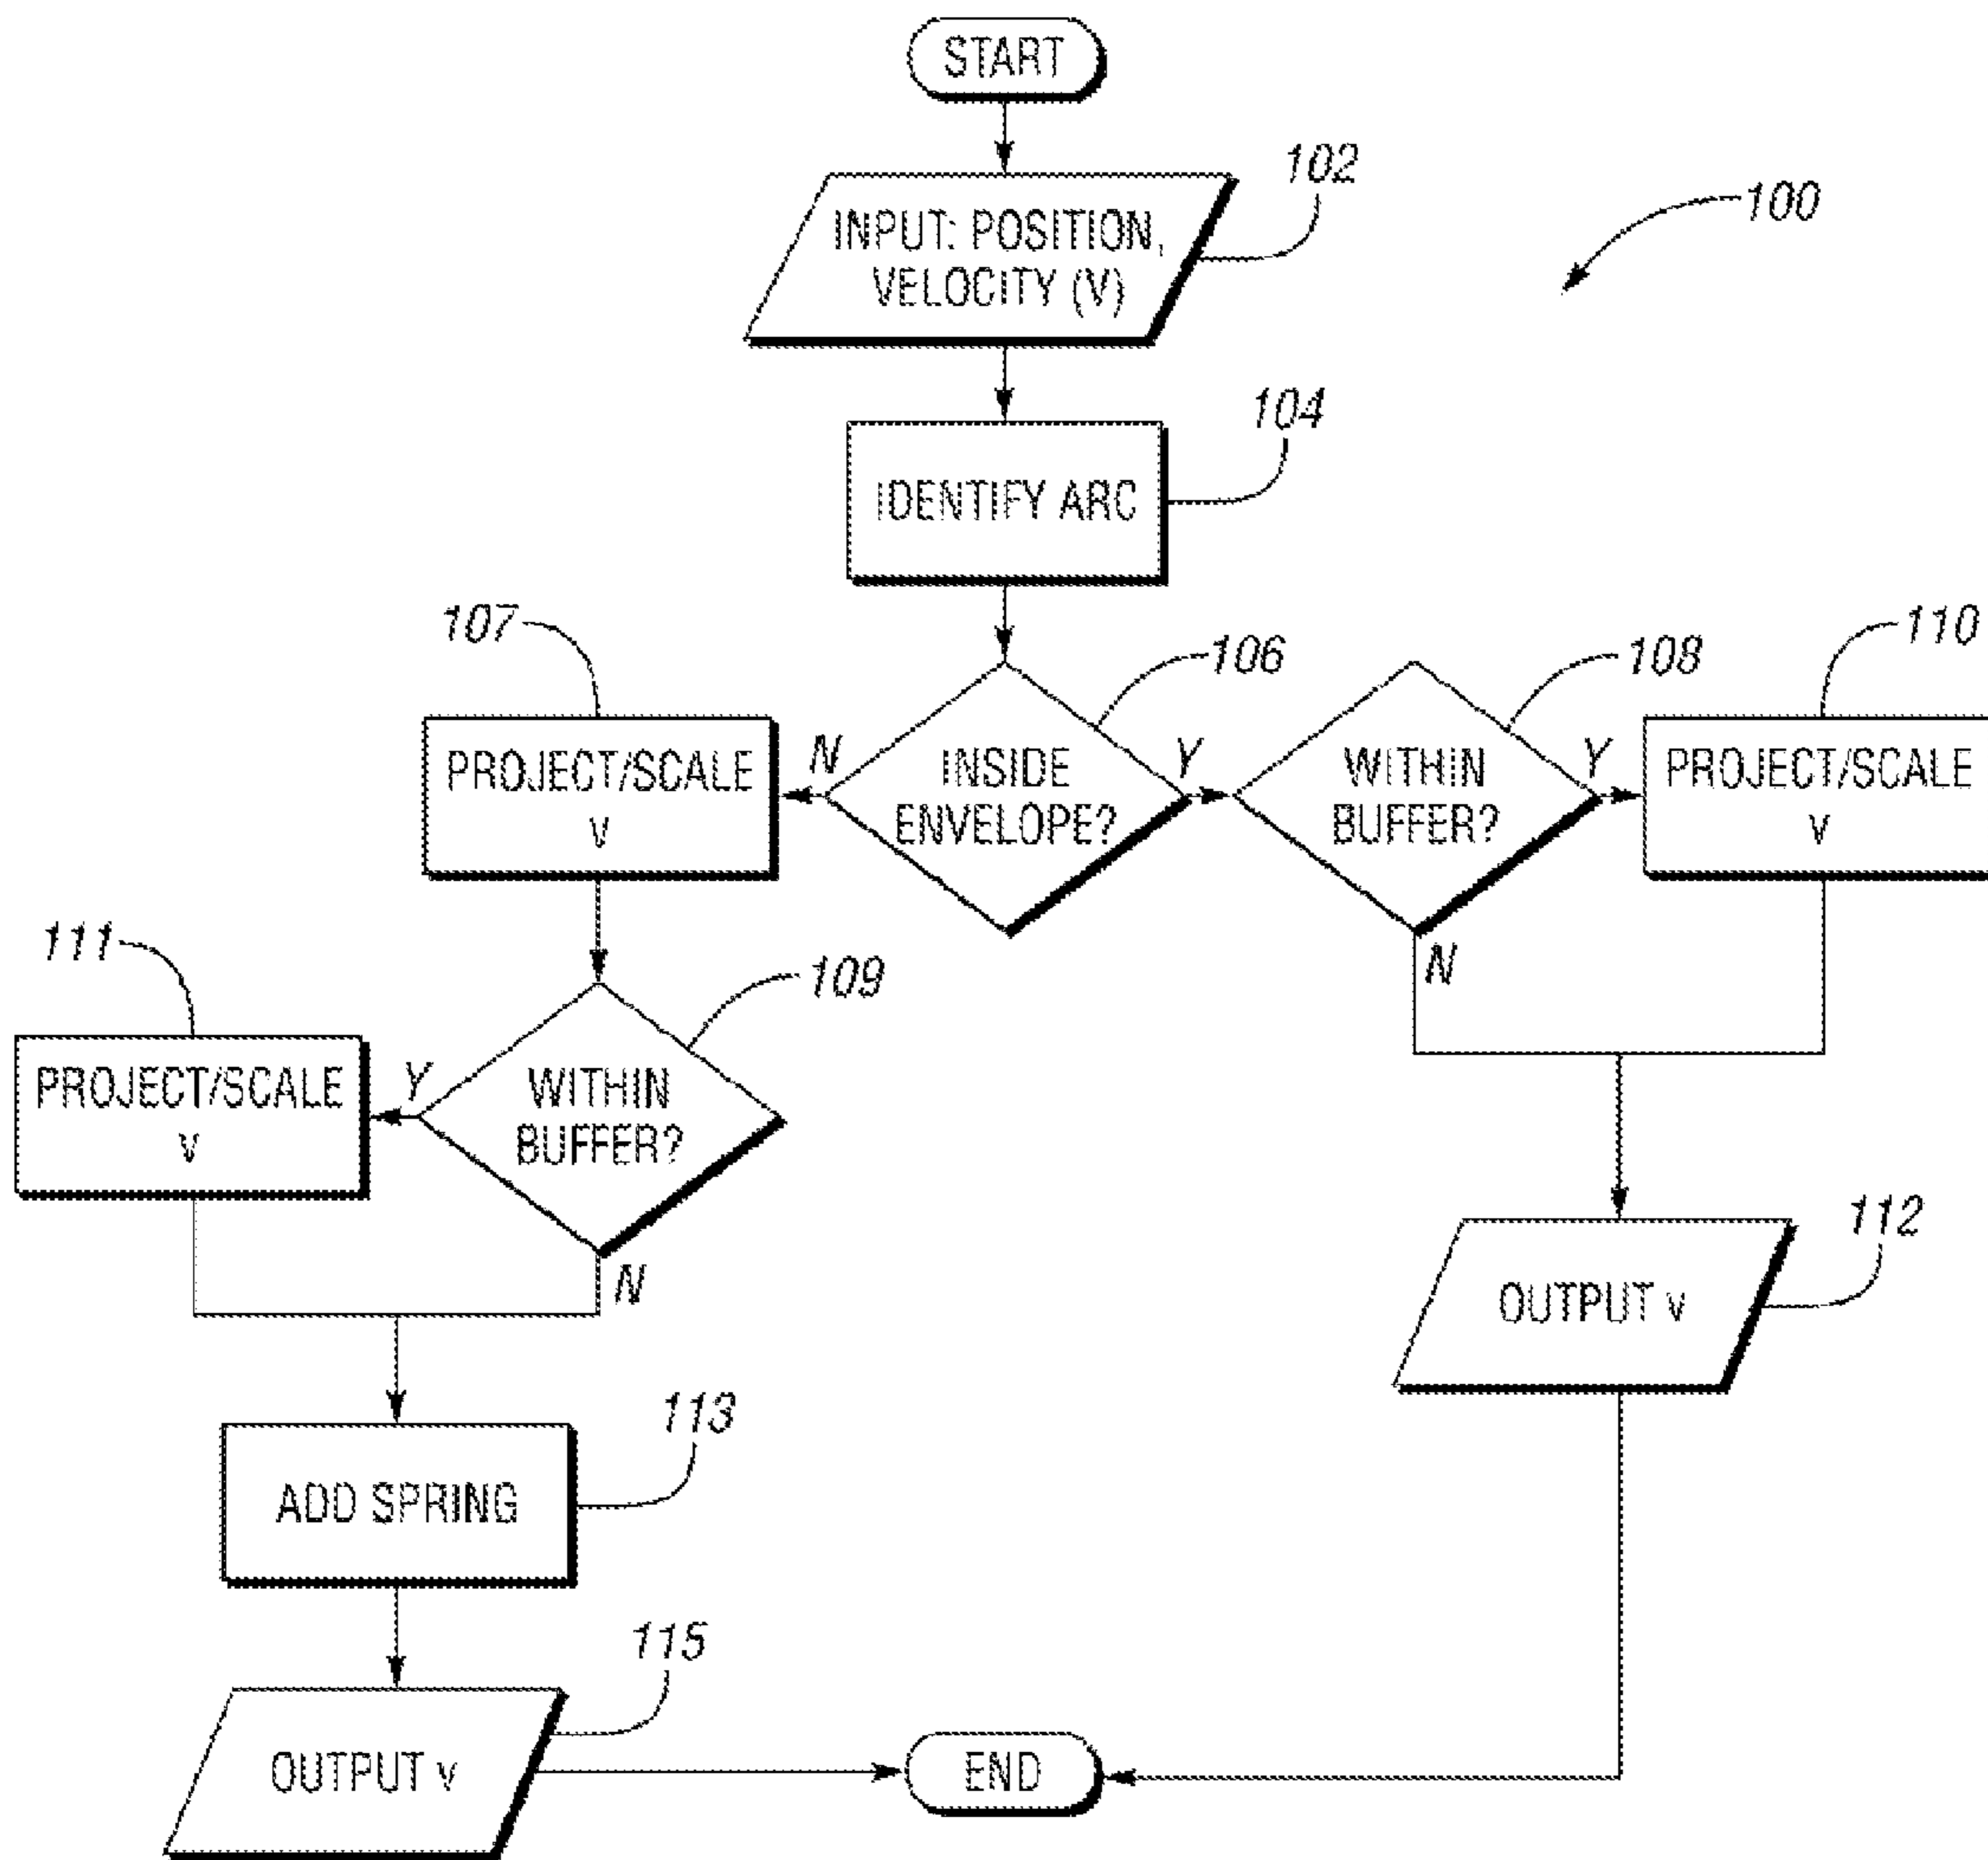 START
102
INPUT: POSITION,
VELOCITY (V)
100
104
IDENTIFY ARC
107
106
108
110
PROJECT/SCALE
v
N
INSIDE
ENVELOPE?
Y
WITHIN
BUFFER?
Y
PROJECT/SCALE
v
N
111
109
PROJECT/SCALE
v
Y
WITHIN
BUFFER?
N
112
OUTPUT v
113
ADD SPRING
115
OUTPUT v
END